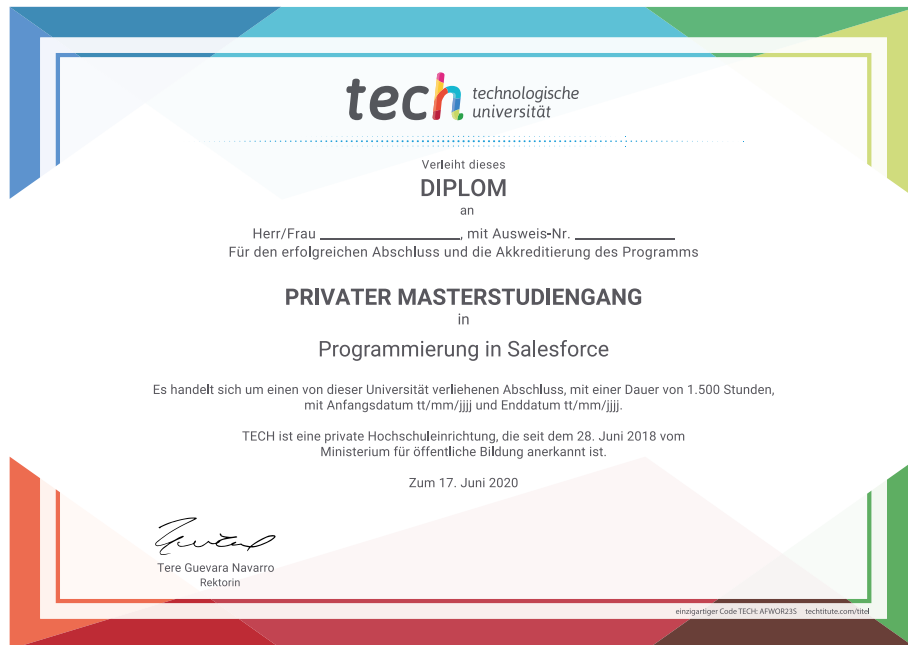 tech technologische
universität
Verleiht dieses
DIPLOM
an
Herr/Frau ____________________, mit Ausweis-Nr. ______________
Für den erfolgreichen Abschluss und die Akkreditierung des Programms
PRIVATER MASTERSTUDIENGANG
in
Programmierung in Salesforce
Es handelt sich um einen von dieser Universität verliehenen Abschluss, mit einer Dauer von 1.500 Stunden,
mit Anfangsdatum tt/mm/jjjj und Enddatum tt/mm/jjjj.
TECH ist eine private Hochschuleinrichtung, die seit dem 28. Juni 2018 vom
Ministerium für öffentliche Bildung anerkannt ist.
Zum 17. Juni 2020
Tere Guevara Navarro
Rektorin
einzigartiger Code TECH: AFWOR23S techtitute.com/titel